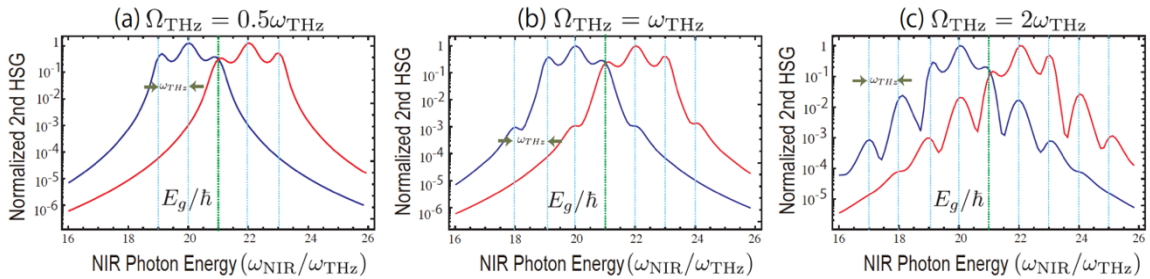 (a) Ω_THz = 0.5ω_THz
Normalized 2nd HSG
1
10^-1
10^-2
10^-3
10^-4
10^-5
10^-6
ω_THz
E_g/ħ
16 18 20 22 24 26
NIR Photon Energy (ω_NIR/ω_THz)
(b) Ω_THz = ω_THz
Normalized 2nd HSG
1
10^-1
10^-2
10^-3
10^-4
10^-5
10^-6
ω_THz
E_g/ħ
16 18 20 22 24 26
NIR Photon Energy (ω_NIR/ω_THz)
(c) Ω_THz = 2ω_THz
Normalized 2nd HSG
1
10^-1
10^-2
10^-3
10^-4
10^-5
ω_THz
E_g/ħ
16 18 20 22 24 26
NIR Photon Energy (ω_NIR/ω_THz)